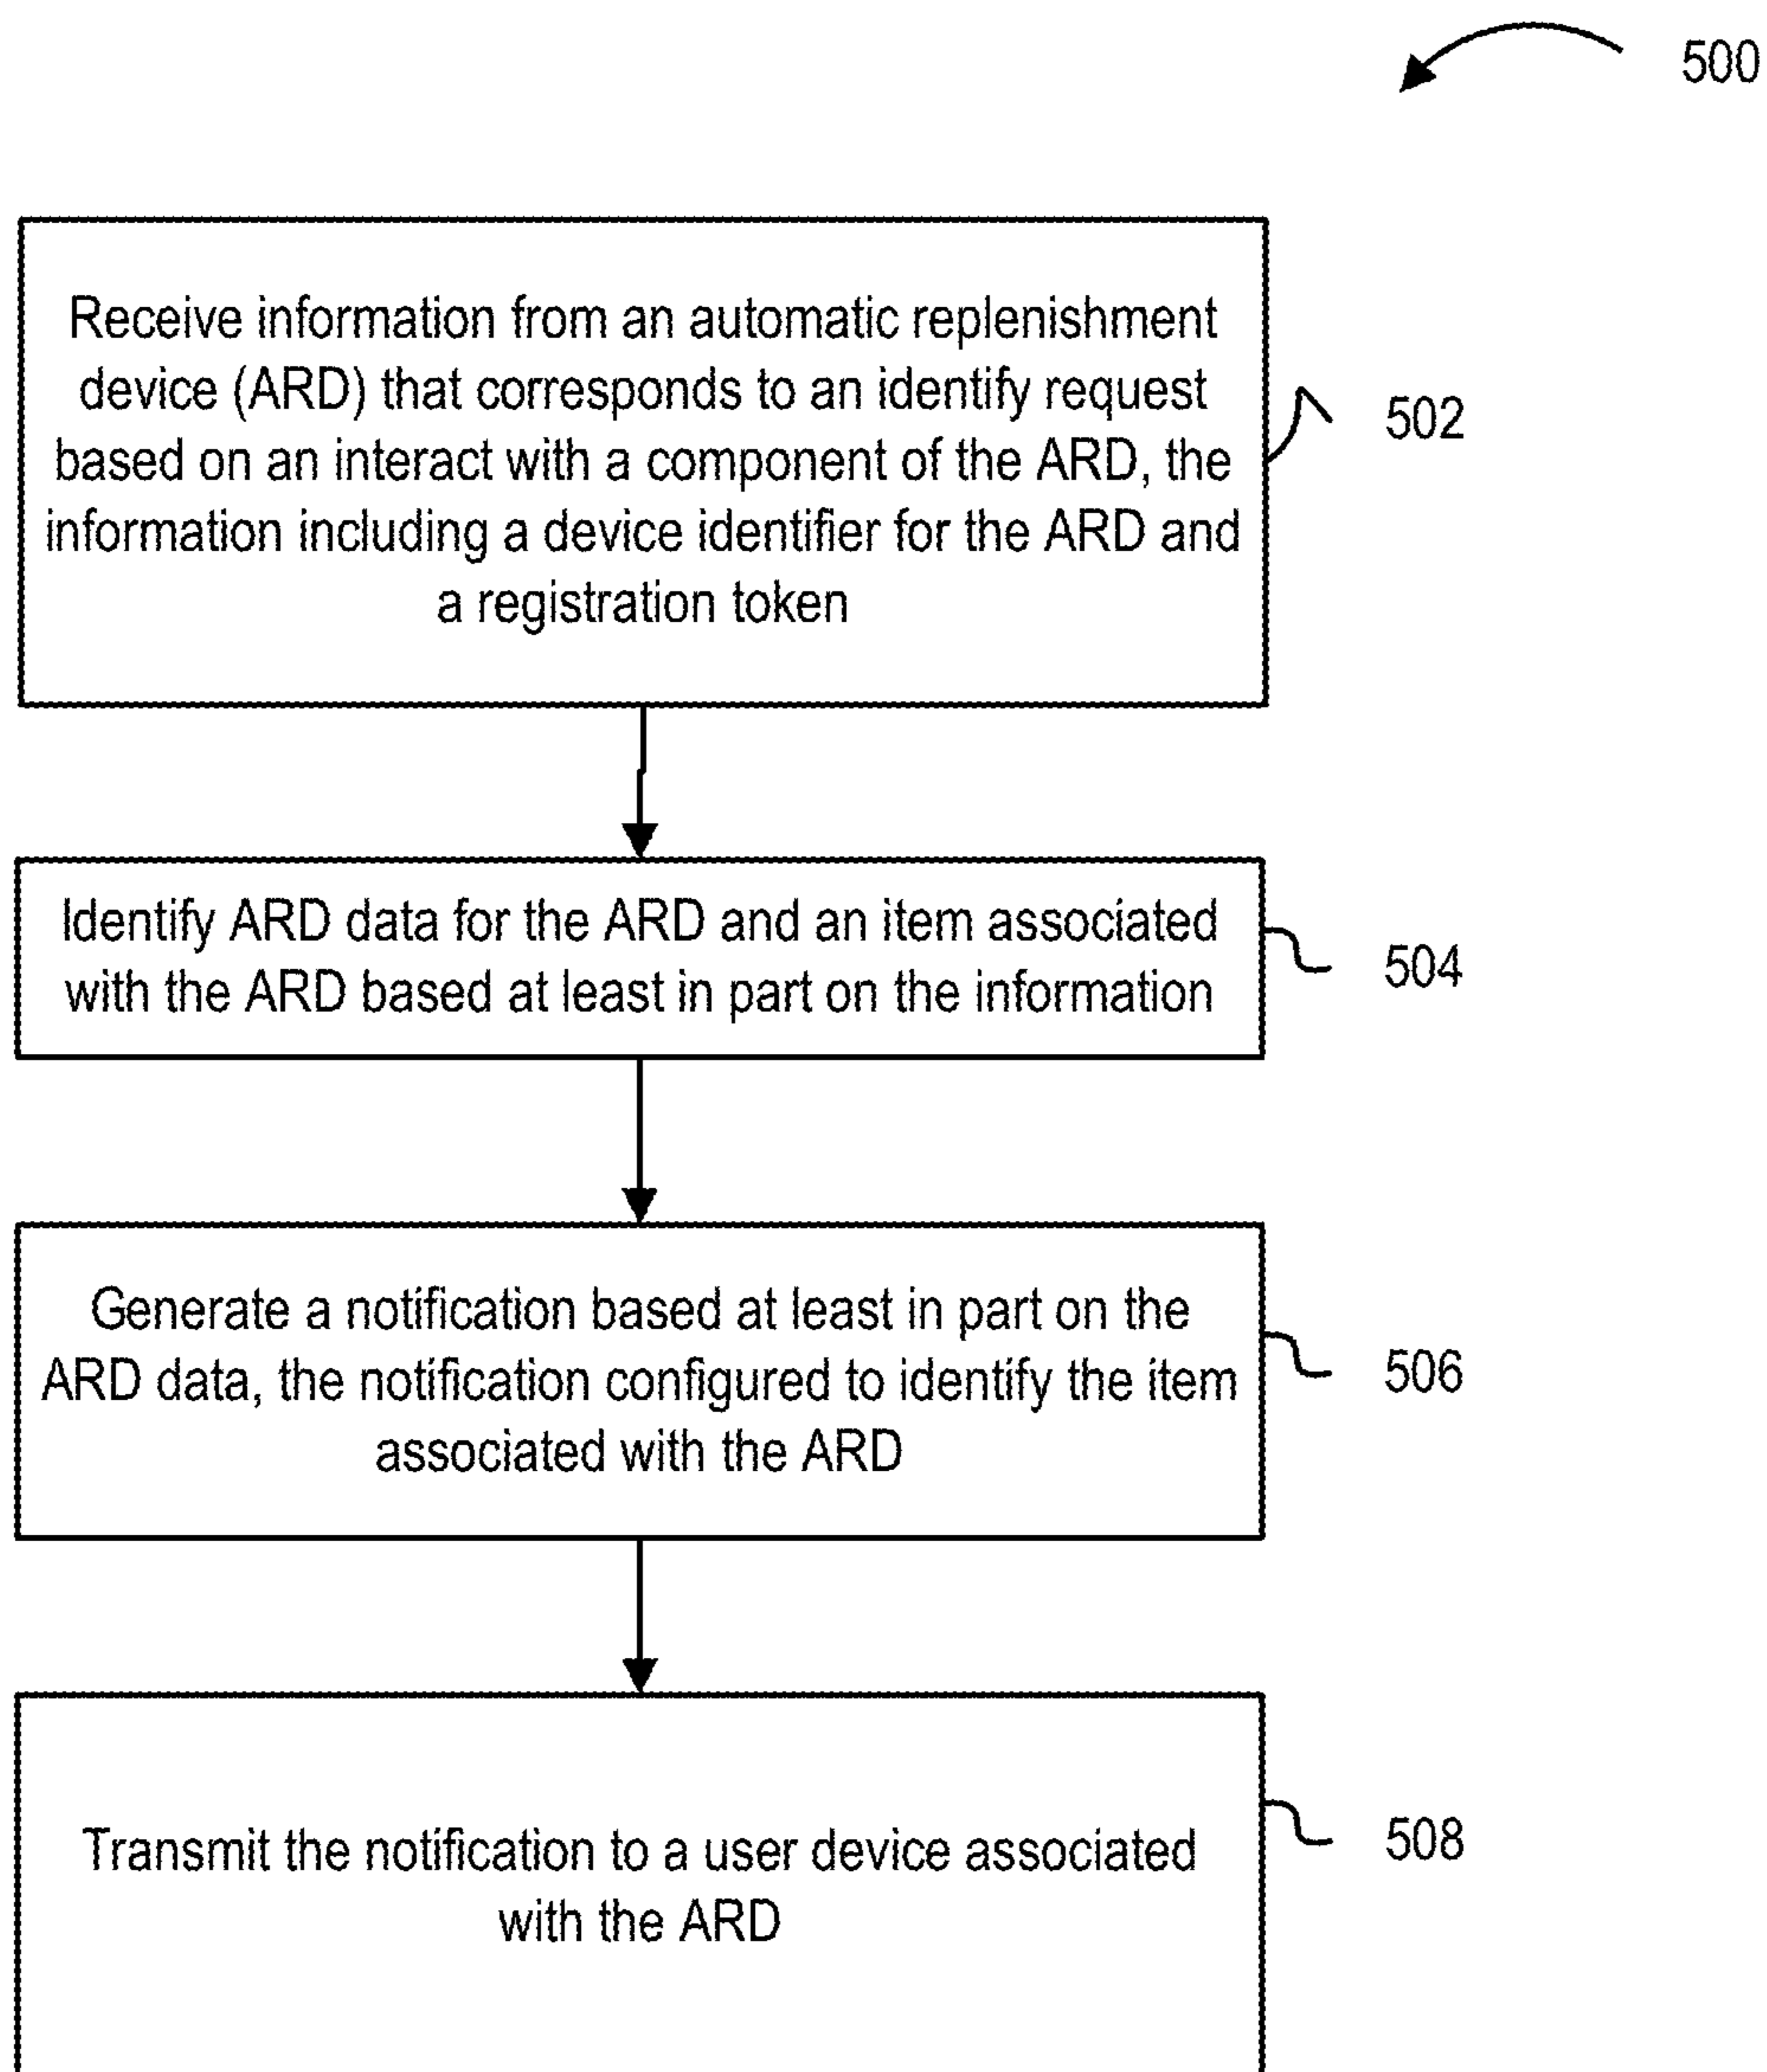 500
Receive information from an automatic replenishment
device (ARD) that corresponds to an identify request
based on an interact with a component of the ARD, the
information including a device identifier for the ARD and
a registration token
502
Identify ARD data for the ARD and an item associated
with the ARD based at least in part on the information
504
Generate a notification based at least in part on the
ARD data, the notification configured to identify the item
associated with the ARD
506
Transmit the notification to a user device associated
with the ARD
508